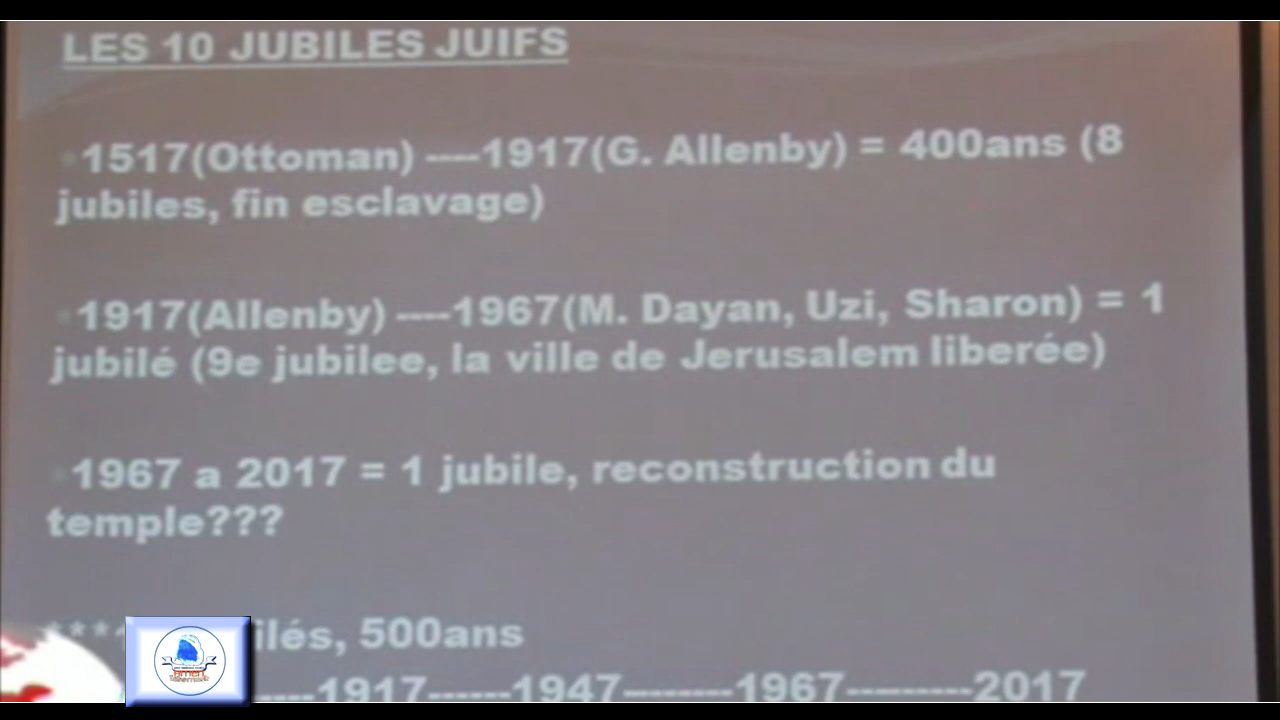 LES 10 JUBILES JUIFS
1517(Ottoman) ----1917(G. Allenby) = 400ans (8
jubiles, fin esclavage)
1917(Allenby) ----1967(M. Dayan, Uzi, Sharon) = 1
jubilé (9e jubilee, la ville de Jerusalem liberée)
1967 a 2017 = 1 jubile, reconstruction du
temple???
ilés, 500ans
----1917------1947--------1967---------2017